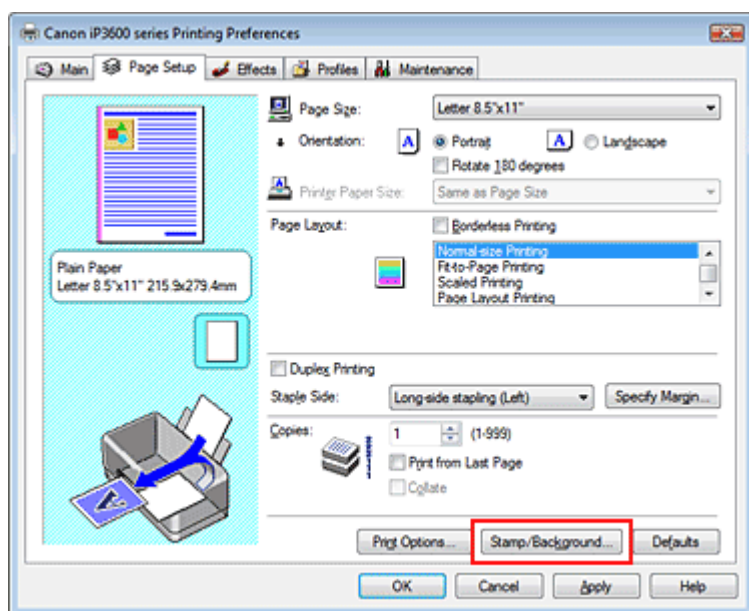 Canon iP3600 series Printing Preferences
Main Page Setup Effects Profiles Maintenance
Page Size: Letter 8.5"x11"
Orientation: A Portrait A Landscape
Rotate 180 degrees
Printer Paper Size: Same as Page Size
Page Layout: Borderless Printing
Normal-size Printing
Fit-to-Page Printing
Scaled Printing
Page Layout Printing
Plain Paper
Letter 8.5"x11" 215.9x279.4mm
Duplex Printing
Staple Side: Long-side stapling (Left) Specify Margin...
Copies: 1 (1-999)
Print from Last Page
Collate
A
Print Options... Stamp/Background... Defaults
OK Cancel Apply Help